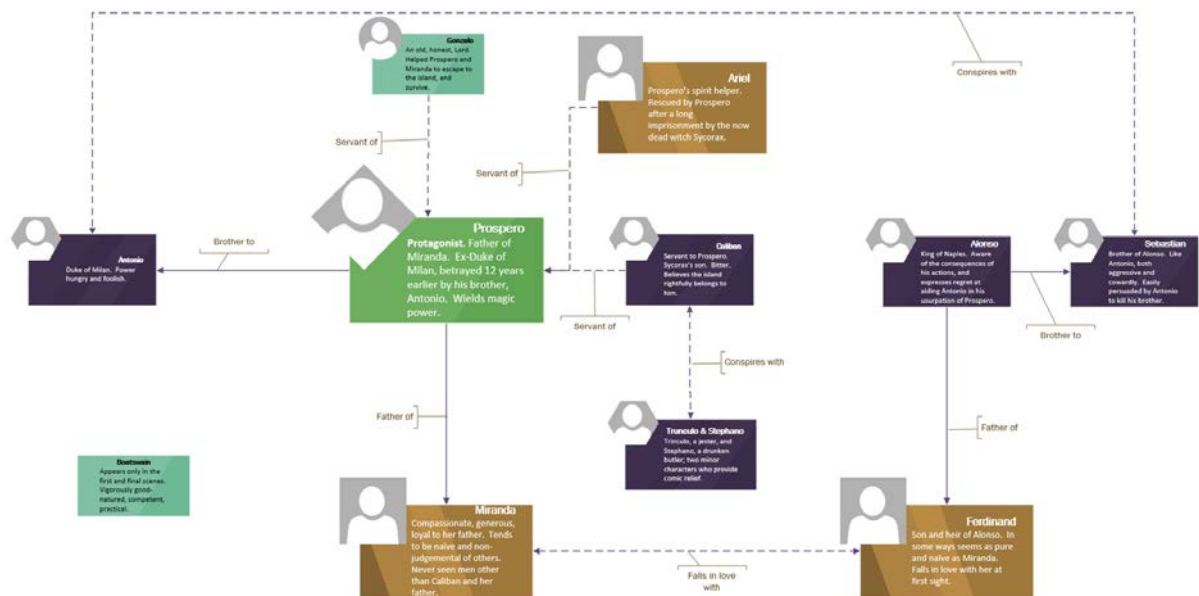 Conspires with
Gonzalo
An old, honest, Lord.
Helped Prospero and
Miranda to escape to
the island, and
survive.
Ariel
Prospero's spirit helper.
Rescued by Prospero
after a long
imprisonment by the now
dead witch Sycorax.
Servant of
Servant of
Antonio
Duke of Milan. Power
hungry and foolish.
Brother to
Prospero
Protagonist. Father of
Miranda. Ex-Duke of
Milan, betrayed 12 years
earlier by his brother,
Antonio. Wields magic
power.
Caliban
Servant to Prospero.
Sycorax's son. Bitter.
Believes the island
rightfully belongs to
him.
Servant of
Alonso
King of Naples. Aware
of the consequences of
his actions, and
expresses regret at
aiding Antonio in his
usurpation of Prospero.
Sebastian
Brother of Alonso. Like
Antonio, both
aggressive and
cowardly. Easily
persuaded by Antonio
to kill his brother.
Brother to
Conspires with
Father of
Father of
Trunculo & Stephano
Trinculo, a jester, and
Stephano, a drunken
butler; two minor
characters who provide
comic relief.
Boatswain
Appears only in the
first and final scenes.
Vigorously good-
natured, competent,
practical.
Miranda
Compassionate, generous,
loyal to her father. Tends
to be naïve and non-
judgemental of others.
Never seen men other
than Caliban and her
father.
Falls in love
with
Ferdinand
Son and heir of Alonso. In
some ways seems as pure
and naïve as Miranda.
Falls in love with her at
first sight.